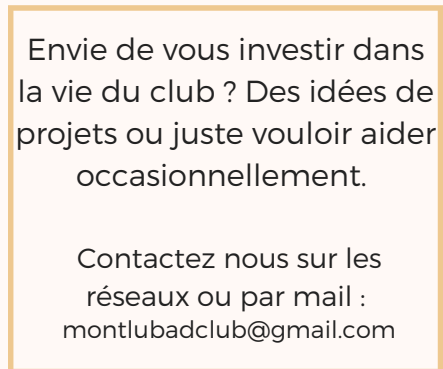 Envie de vous investir dans
la vie du club ? Des idées de
projets ou juste vouloir aider
occasionnellement.
Contactez nous sur les
réseaux ou par mail :
montlubadclub@gmail.com